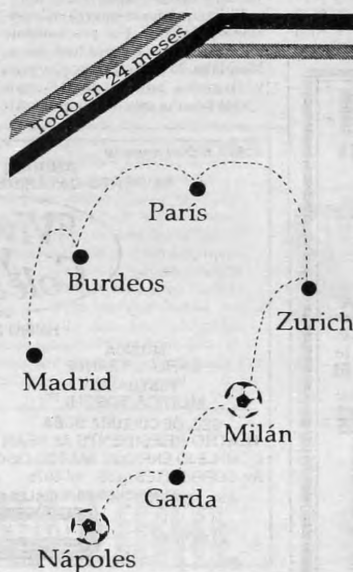 Todo en 24 meses
París
Burdeos
Zurich
Madrid
Milán
Garda
Nápoles